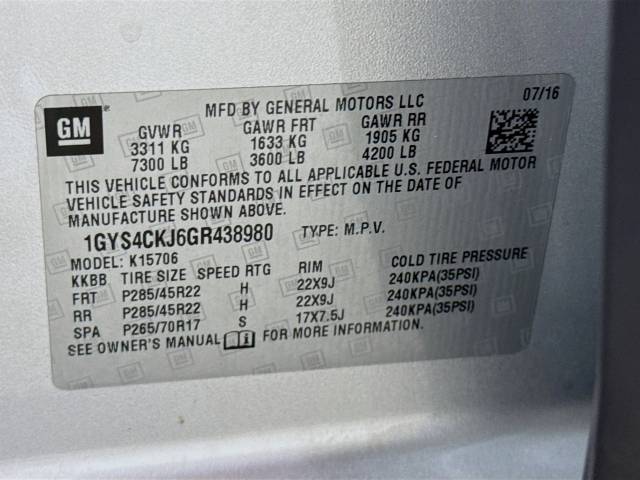 GM
MFD BY GENERAL MOTORS LLC
07/16
GVWR GAWR FRT GAWR RR
3311 KG 1633 KG 1905 KG
7300 LB 3600 LB 4200 LB
THIS VEHICLE CONFORMS TO ALL APPLICABLE U.S. FEDERAL MOTOR
VEHICLE SAFETY STANDARDS IN EFFECT ON THE DATE OF
MANUFACTURE SHOWN ABOVE.
1GYS4CKJ6GR438980 TYPE: M.P.V.
MODEL: K15706
KKBB TIRE SIZE SPEED RTG RIM COLD TIRE PRESSURE
FRT P285/45R22 H 22X9J 240KPA(35PSI)
RR P285/45R22 H 22X9J 240KPA(35PSI)
SPA P265/70R17 S 17X7.5J 240KPA(35PSI)
SEE OWNER'S MANUAL FOR MORE INFORMATION.